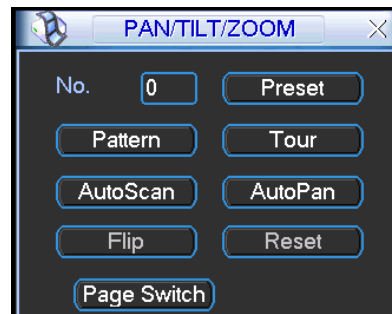 PAN/TILT/ZOOM
No. 0 Preset
Pattern Tour
AutoScan AutoPan
Flip Reset
Page Switch